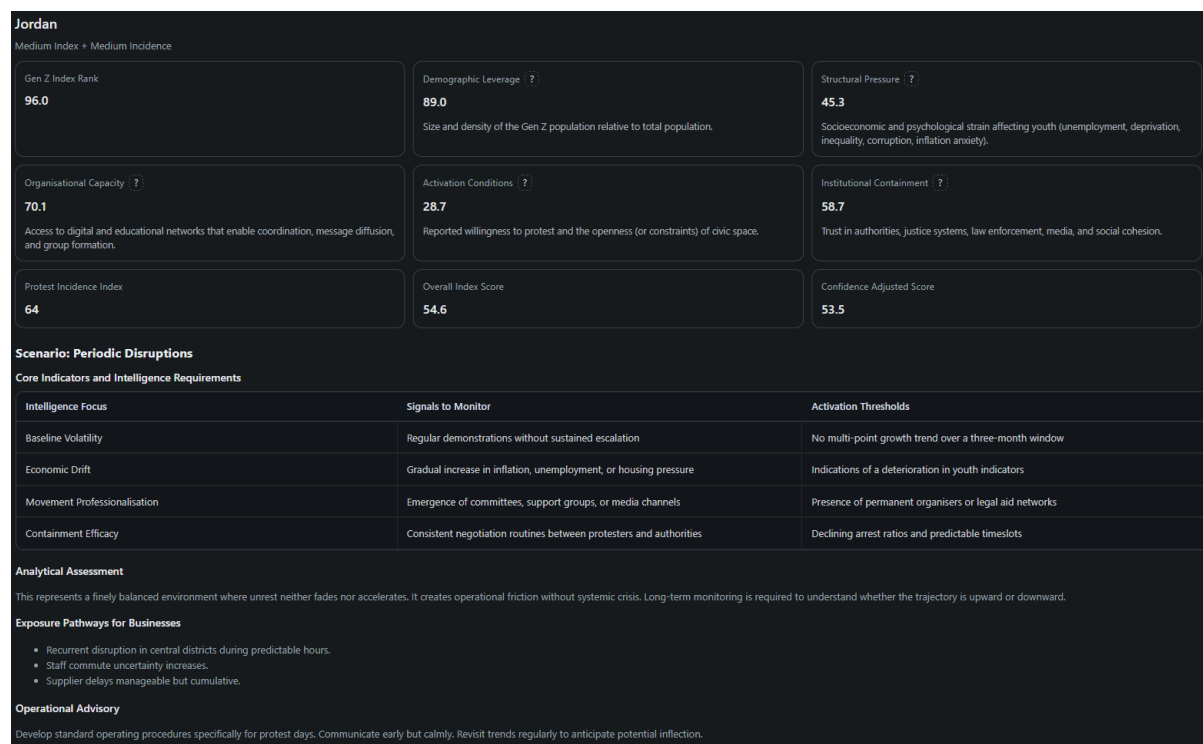 Jordan
Medium Index + Medium Incidence
Gen Z Index Rank
96.0
Demographic Leverage ?
89.0
Size and density of the Gen Z population relative to total population.
Structural Pressure ?
45.3
Socioeconomic and psychological strain affecting youth (unemployment, deprivation,
inequality, corruption, inflation anxiety).
Organisational Capacity ?
70.1
Access to digital and educational networks that enable coordination, message diffusion,
and group formation.
Activation Conditions ?
28.7
Reported willingness to protest and the openness (or constraints) of civic space.
Institutional Containment ?
58.7
Trust in authorities, justice systems, law enforcement, media, and social cohesion.
Protest Incidence Index
64
Overall Index Score
54.6
Confidence Adjusted Score
53.5
Scenario: Periodic Disruptions
Core Indicators and Intelligence Requirements
Intelligence Focus Signals to Monitor Activation Thresholds
Baseline Volatility Regular demonstrations without sustained escalation No multi-point growth trend over a three-month window
Economic Drift Gradual increase in inflation, unemployment, or housing pressure Indications of a deterioration in youth indicators
Movement Professionalisation Emergence of committees, support groups, or media channels Presence of permanent organisers or legal aid networks
Containment Efficacy Consistent negotiation routines between protesters and authorities Declining arrest ratios and predictable timeslots
Analytical Assessment
This represents a finely balanced environment where unrest neither fades nor accelerates. It creates operational friction without systemic crisis. Long-term monitoring is required to understand whether the trajectory is upward or downward.
Exposure Pathways for Businesses
• Recurrent disruption in central districts during predictable hours.
• Staff commute uncertainty increases.
• Supplier delays manageable but cumulative.
Operational Advisory
Develop standard operating procedures specifically for protest days. Communicate early but calmly. Revisit trends regularly to anticipate potential inflection.